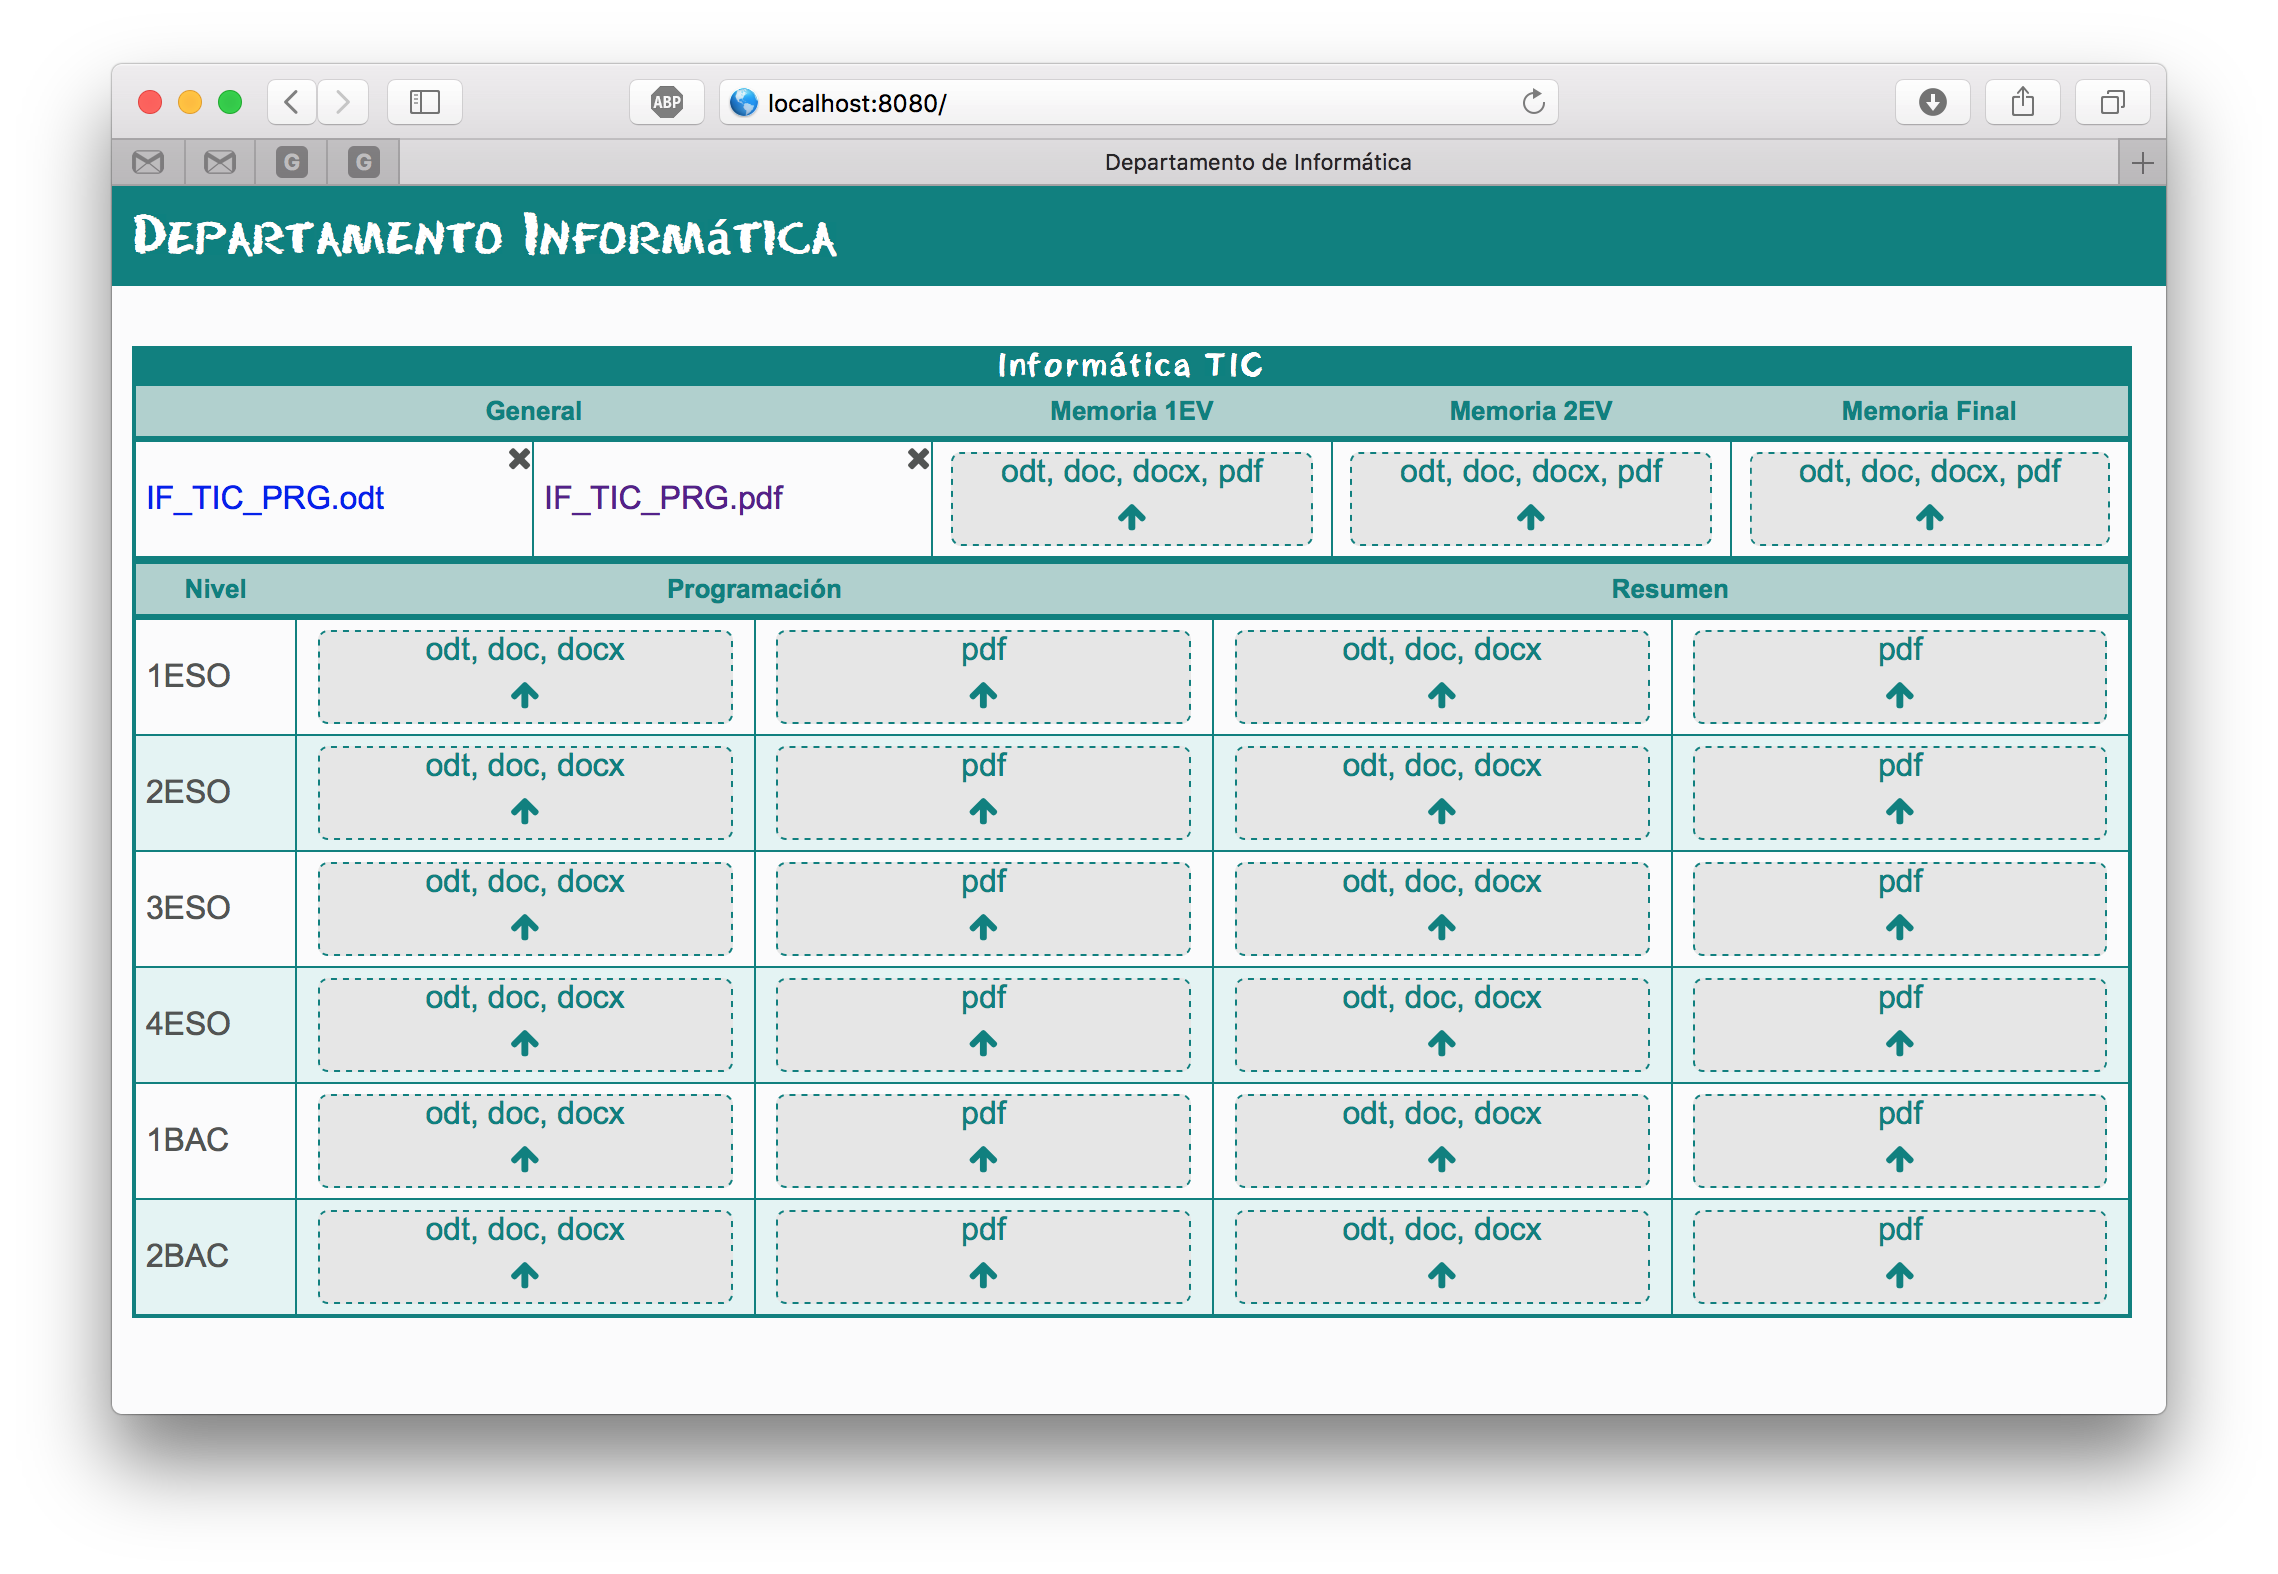 ABP
localhost:8080/
G
G
Departamento de Informática
Departamento Informática
Informática TIC
General Memoria 1EV Memoria 2EV Memoria Final
IF_TIC_PRG.odt IF_TIC_PRG.pdf odt, doc, docx, pdf odt, doc, docx, pdf odt, doc, docx, pdf
Nivel Programación Resumen
1ESO odt, doc, docx pdf odt, doc, docx pdf
2ESO odt, doc, docx pdf odt, doc, docx pdf
3ESO odt, doc, docx pdf odt, doc, docx pdf
4ESO odt, doc, docx pdf odt, doc, docx pdf
1BAC odt, doc, docx pdf odt, doc, docx pdf
2BAC odt, doc, docx pdf odt, doc, docx pdf